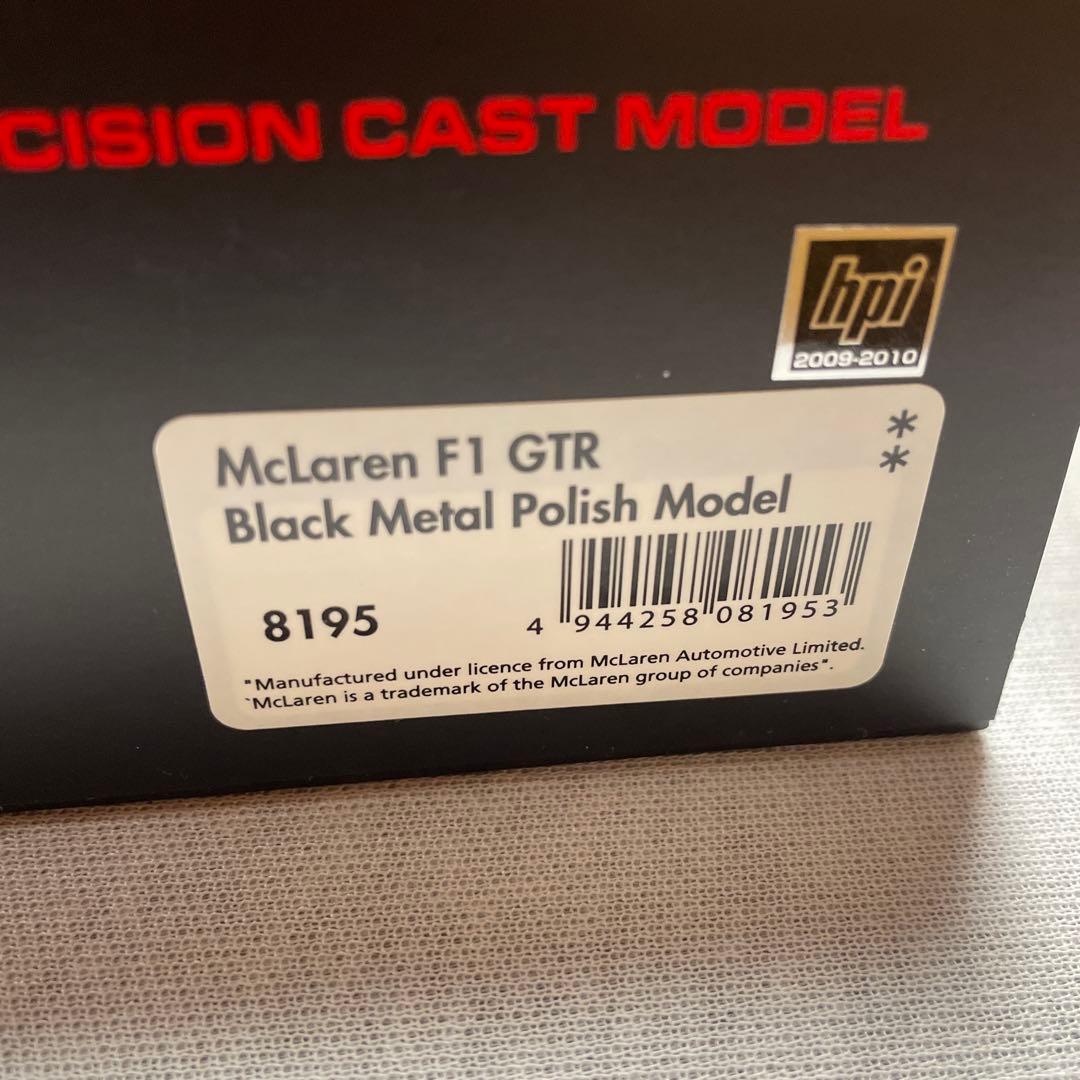 CISION CAST MODEL
hpi
2009-2010
McLaren F1 GTR
**
Black Metal Polish Model
8195
4 944258 081953
"Manufactured under licence from McLaren Automotive Limited.
`McLaren is a trademark of the McLaren group of companies".